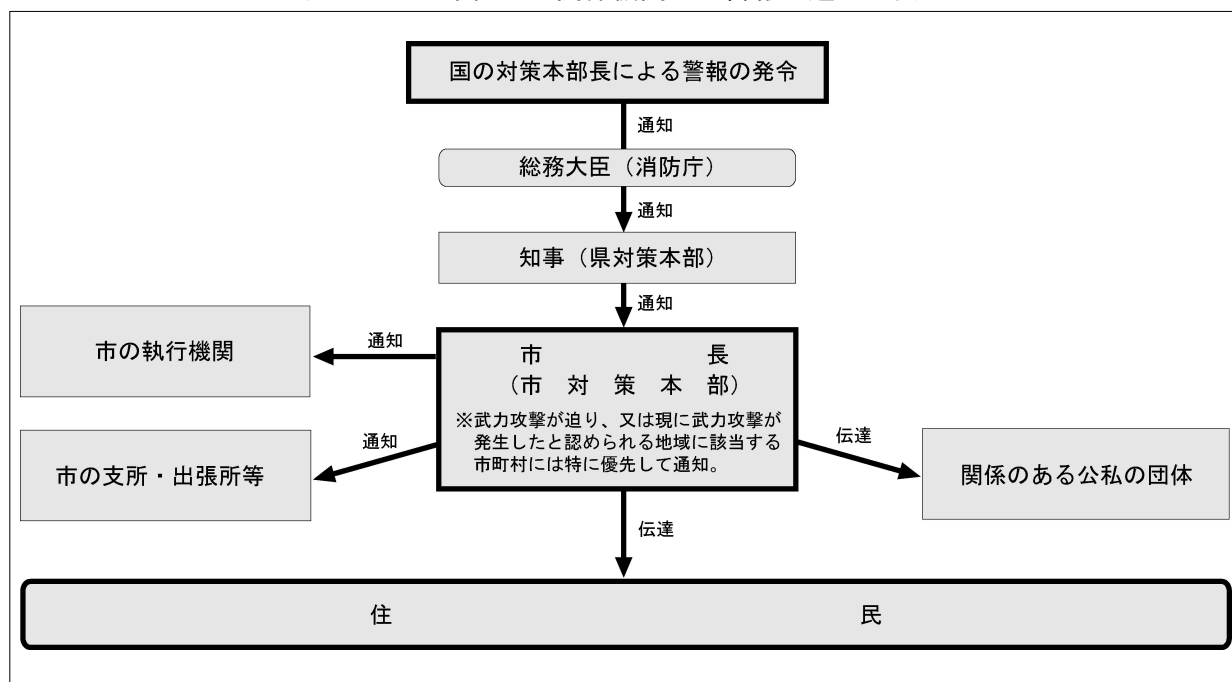 国の対策本部長による警報の発令
通知
総務大臣（消防庁）
通知
知事（県対策本部）
通知
市の執行機関
通知
市長
（市対策本部）
※武力攻撃が迫り、又は現に武力攻撃が
発生したと認められる地域に該当する
市町村には特に優先して通知。
通知
市の支所・出張所等
伝達
関係のある公私の団体
伝達
住民